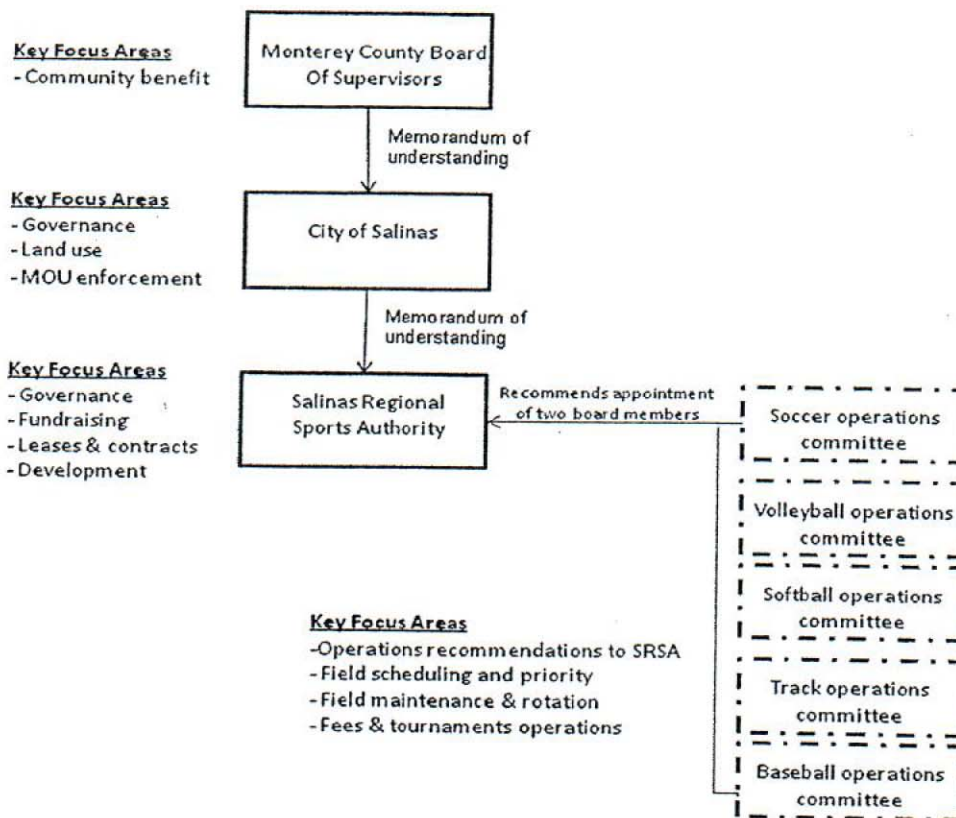 Key Focus Areas
- Community benefit
Monterey County Board
Of Supervisors
Memorandum of
understanding
Key Focus Areas
- Governance
- Land use
- MOU enforcement
City of Salinas
Memorandum of
understanding
Key Focus Areas
- Governance
- Fundraising
- Leases & contracts
- Development
Salinas Regional
Sports Authority
Recommends appointment
of two board members
Soccer operations
committee
Volleyball operations
committee
Softball operations
committee
Track operations
committee
Baseball operations
committee
Key Focus Areas
-Operations recommendations to SRSA
- Field scheduling and priority
- Field maintenance & rotation
- Fees & tournaments operations